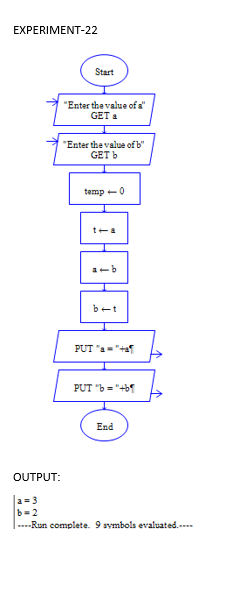 EXPERIMENT-22
Start
"Enter the value of a"
GET a
"Enter the value of b"
GET b
temp ← 0
t ← a
a ← b
b ← t
PUT "a = "+a¶
PUT "b = "+b¶
End
OUTPUT:
a = 3
b = 2
----Run complete. 9 symbols evaluated.----